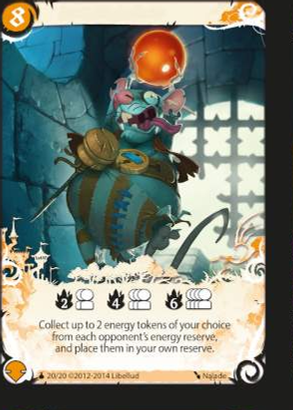 8
2 4 6
Collect up to 2 energy tokens of your choice
from each opponent's energy reserve,
and place them in your own reserve.
20/20 ©2012-2014 Libellud Naïade